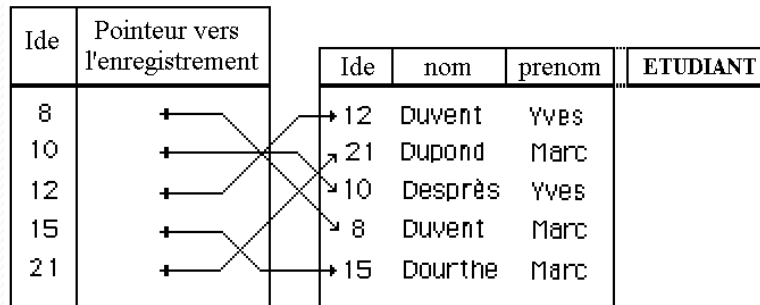 Ide Pointeur vers l'enregistrement
8
10
12
15
21
Ide nom prenom ETUDIANT
12 Duvent Yves
21 Dupond Marc
10 Desprès Yves
8 Duvent Marc
15 Dourthe Marc